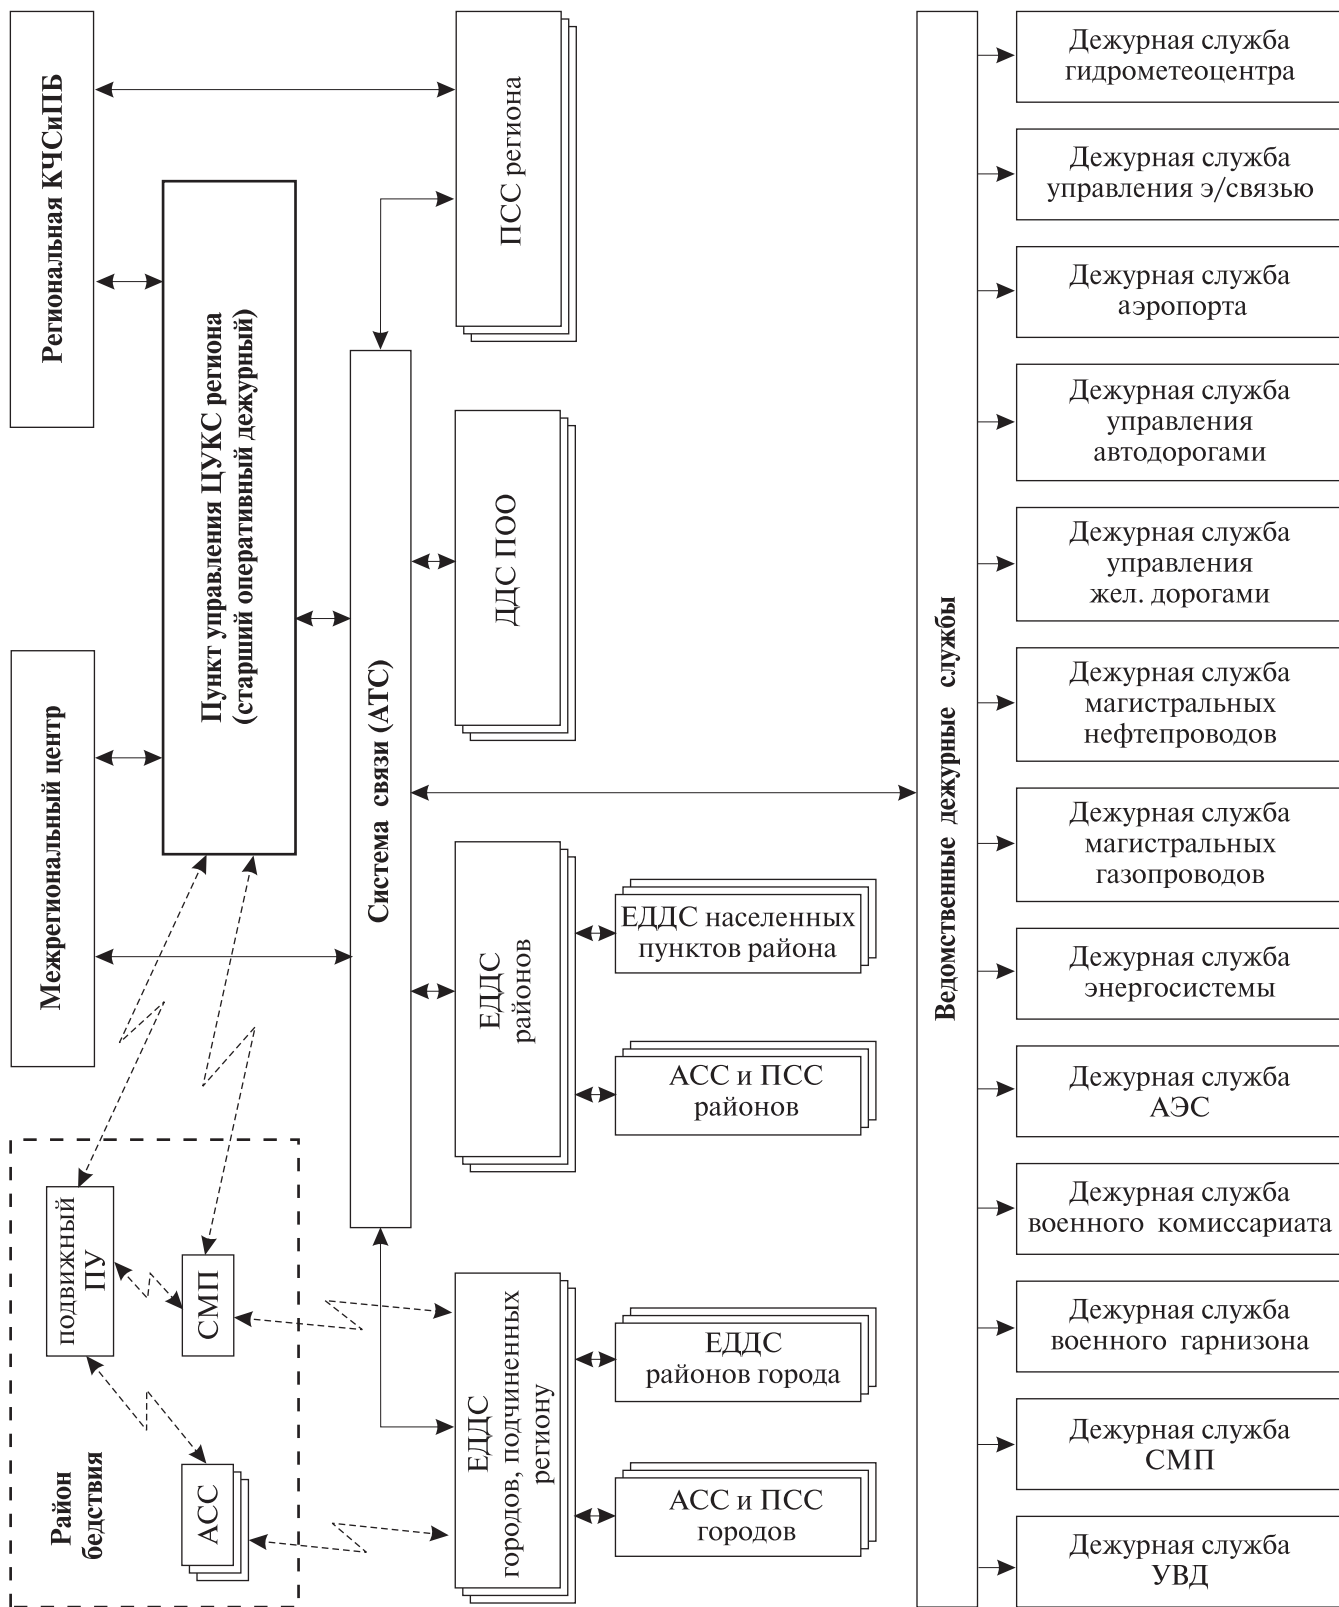 Региональная КЧСиПБ
Межрегиональный центр
Пункт управления ЦУКС региона
(старший оперативный дежурный)
Система связи (АТС)
ПСС региона
ДДС ПОО
ЕДДС
районов
ЕДДС населенных
пунктов района
АСС и ПСС
районов
ЕДДС
городов, подчиненных
региону
ЕДДС
районов города
АСС и ПСС
городов
Район
бедствия
подвижный
ПУ
СМП
АСС
Ведомственные дежурные службы
Дежурная служба
гидрометеоцентра
Дежурная служба
управления э/связью
Дежурная служба
аэропорта
Дежурная служба
управления
автодорогами
Дежурная служба
управления
жел. дорогами
Дежурная служба
магистральных
нефтепроводов
Дежурная служба
магистральных
газопроводов
Дежурная служба
энергосистемы
Дежурная служба
АЭС
Дежурная служба
военного комиссариата
Дежурная служба
военного гарнизона
Дежурная служба
СМП
Дежурная служба
УВД